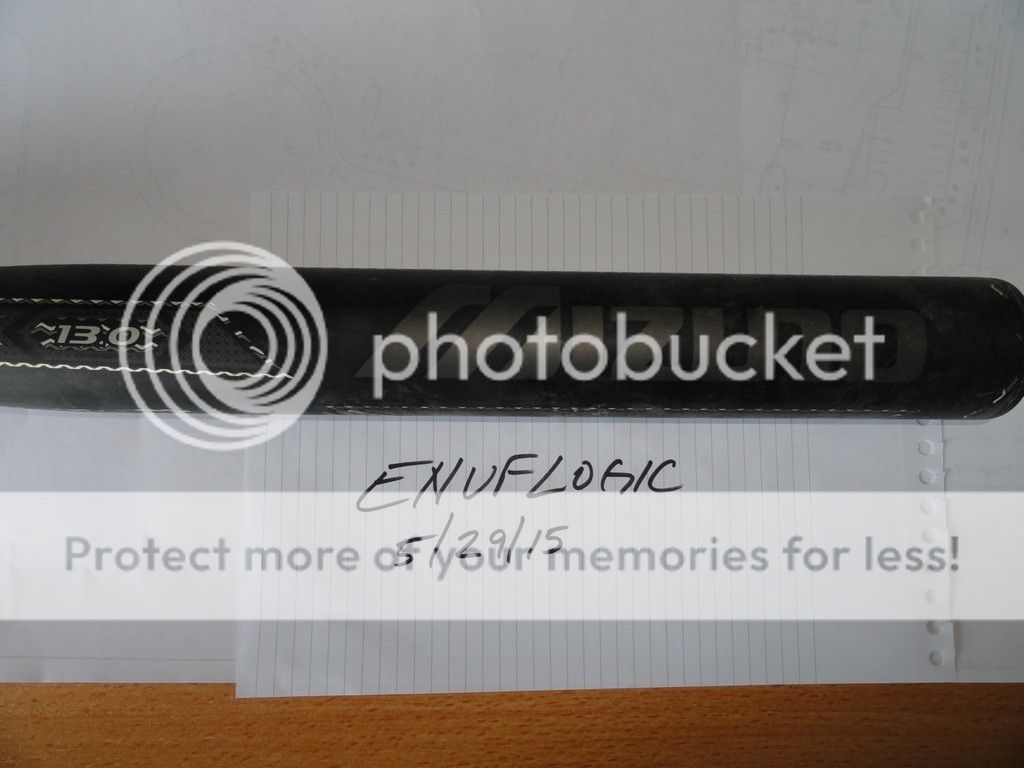 13.0
MIZUNO
photobucket
ENUFLOGIC
5/29/15
Protect more of your memories for less!